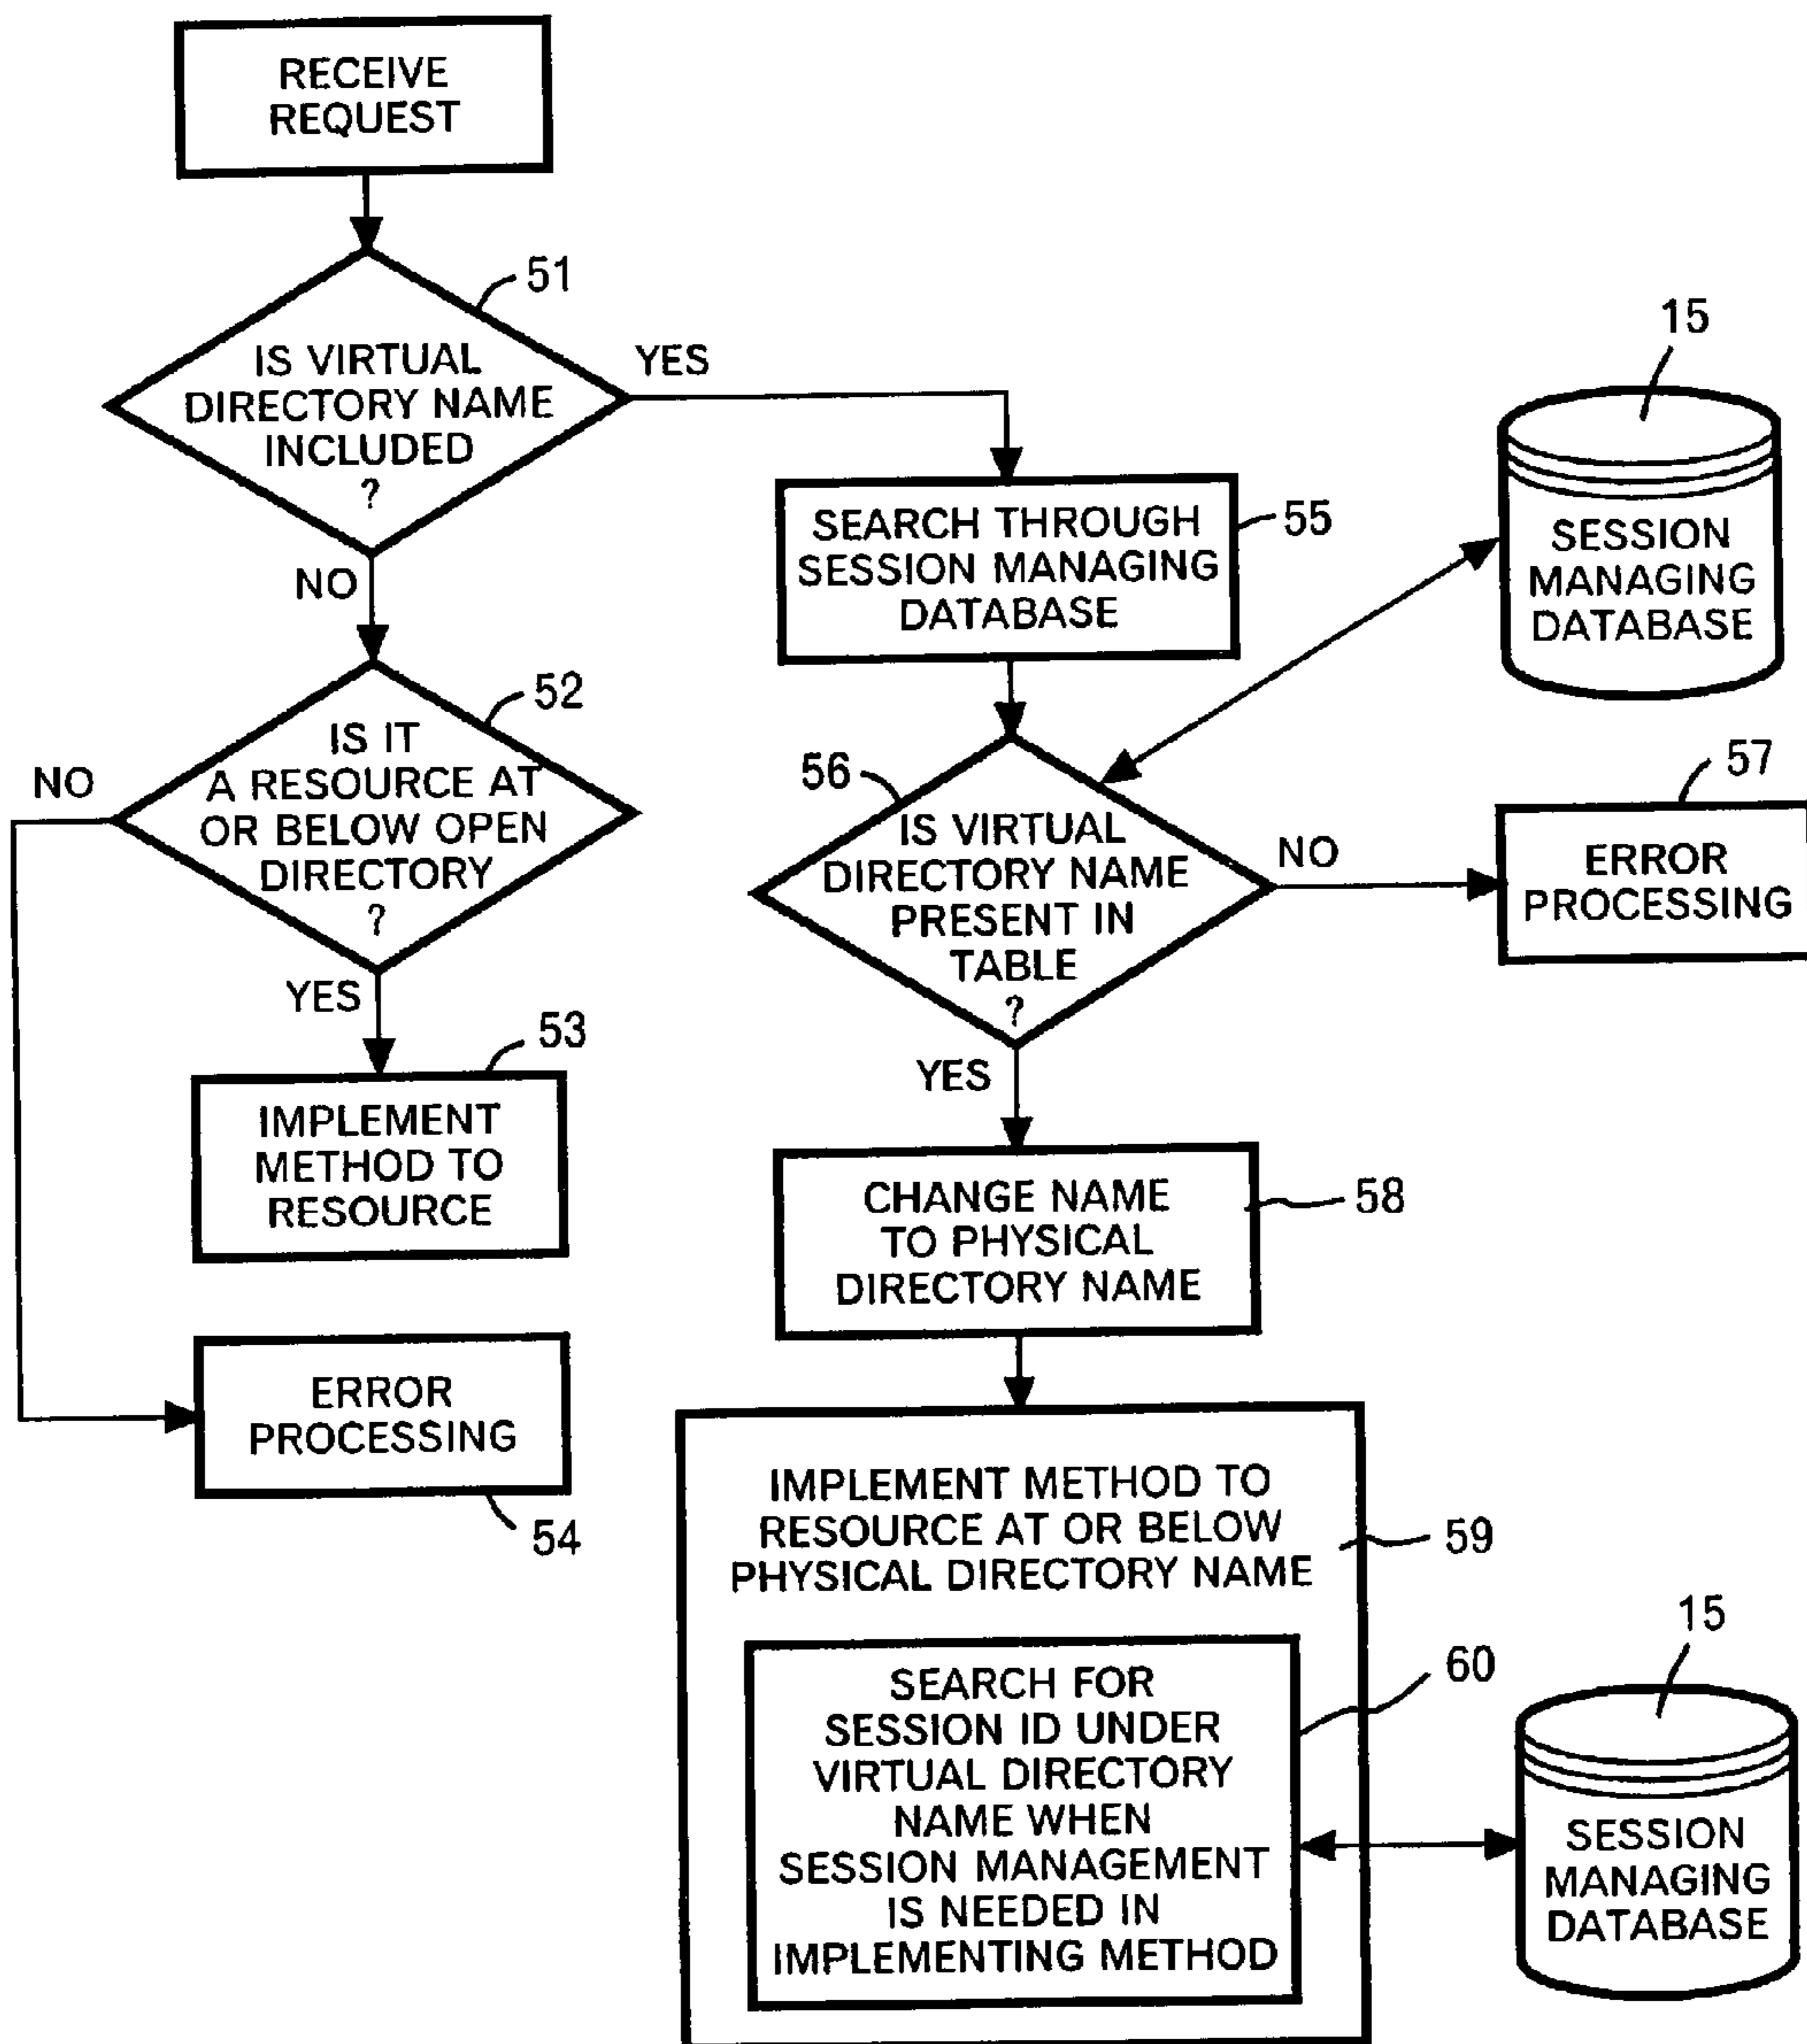 RECEIVE
REQUEST
51
IS VIRTUAL
DIRECTORY NAME
INCLUDED
?
YES
NO
52
IS IT
A RESOURCE AT
OR BELOW OPEN
DIRECTORY
?
NO
YES
53
IMPLEMENT
METHOD TO
RESOURCE
ERROR
PROCESSING
54
SEARCH THROUGH
SESSION MANAGING
DATABASE
55
15
SESSION
MANAGING
DATABASE
56
IS VIRTUAL
DIRECTORY NAME
PRESENT IN
TABLE
?
NO
57
ERROR
PROCESSING
YES
CHANGE NAME
TO PHYSICAL
DIRECTORY NAME
58
IMPLEMENT METHOD TO
RESOURCE AT OR BELOW
PHYSICAL DIRECTORY NAME
59
SEARCH FOR
SESSION ID UNDER
VIRTUAL DIRECTORY
NAME WHEN
SESSION MANAGEMENT
IS NEEDED IN
IMPLEMENTING METHOD
60
15
SESSION
MANAGING
DATABASE